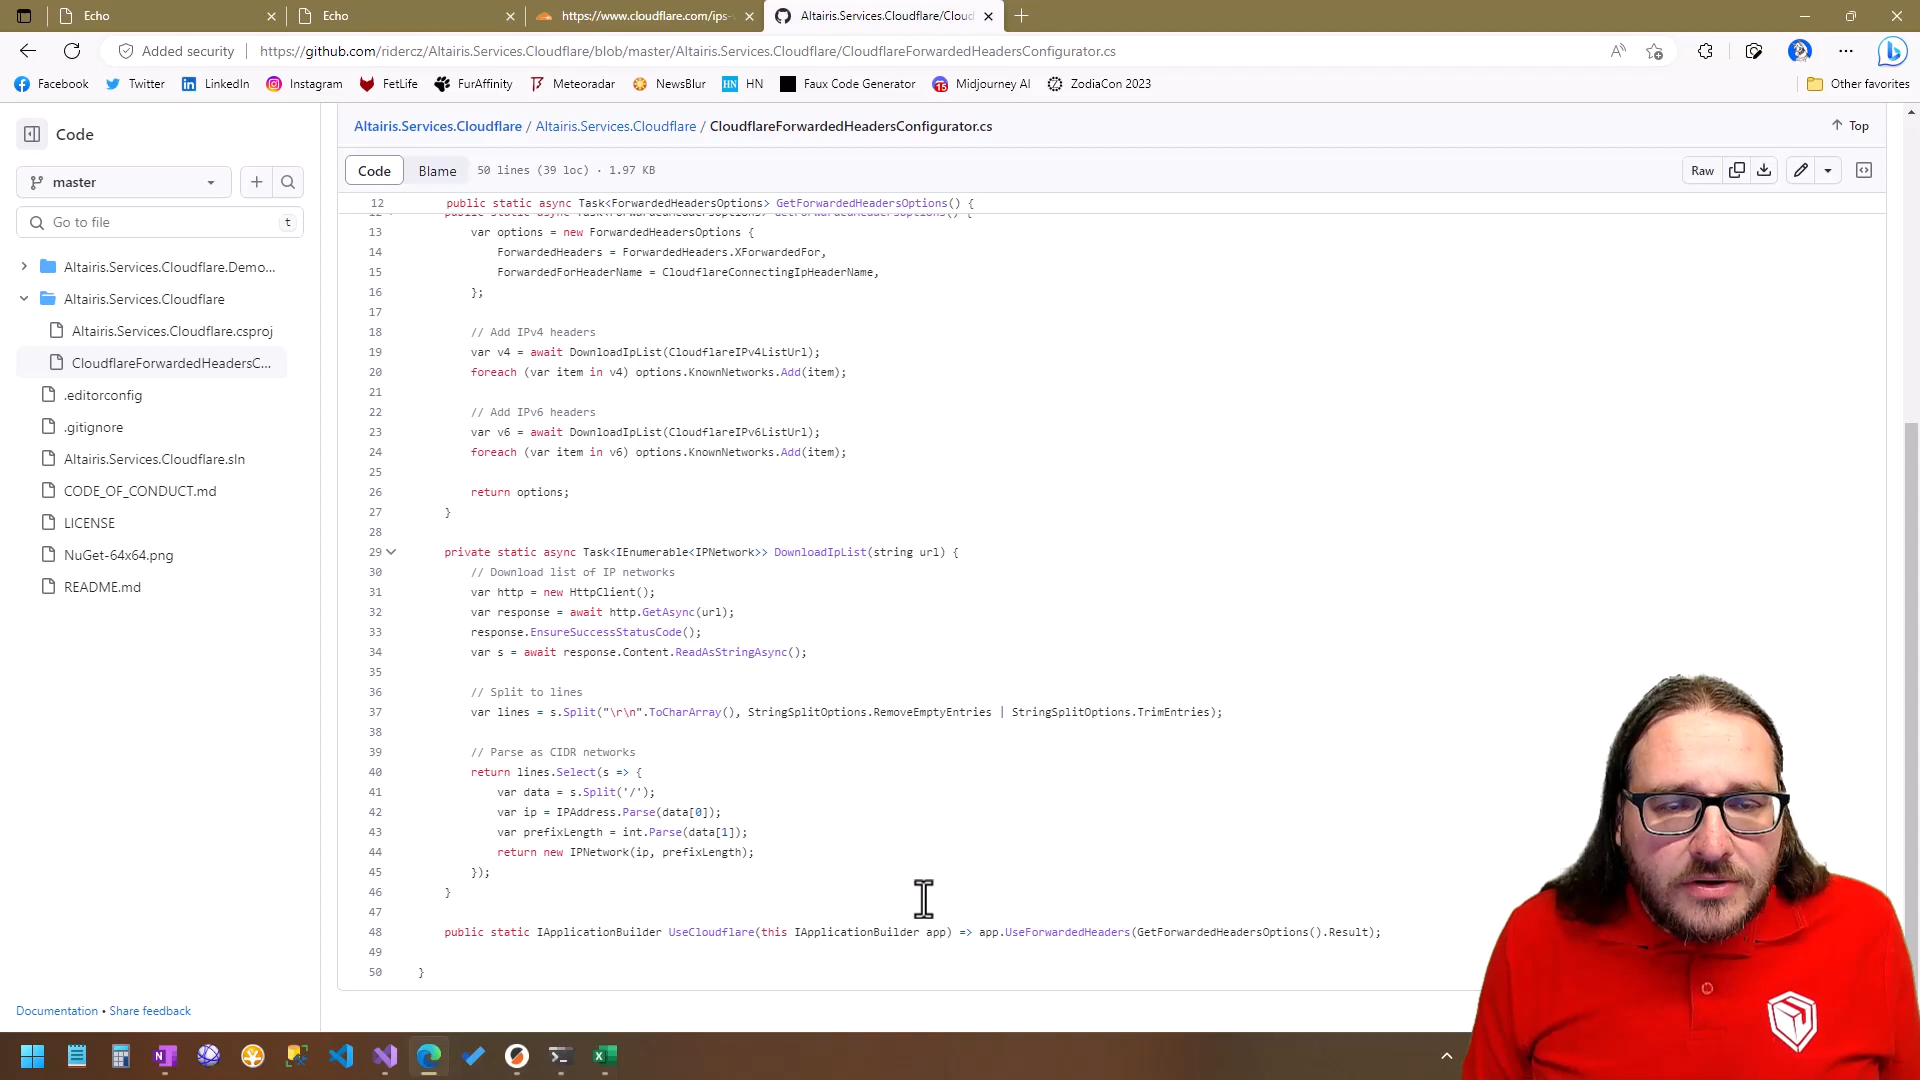 Echo
Echo
https://www.cloudflare.com/ips-
Altairis.Services.Cloudflare/Cloud
Added security
https://github.com/ridercz/Altairis.Services.Cloudflare/blob/master/Altairis.Services.Cloudflare/CloudflareForwardedHeadersConfigurator.cs
Facebook
Twitter
LinkedIn
Instagram
FetLife
FurAffinity
Meteoradar
NewsBlur
HN HN
Faux Code Generator
15 Midjourney AI
ZodiaCon 2023
Other favorites
Code
master
Go to file t
Altairis.Services.Cloudflare.Demo...
Altairis.Services.Cloudflare
Altairis.Services.Cloudflare.csproj
CloudflareForwardedHeadersC...
.editorconfig
.gitignore
Altairis.Services.Cloudflare.sln
CODE_OF_CONDUCT.md
LICENSE
NuGet-64x64.png
README.md
Documentation • Share feedback
Altairis.Services.Cloudflare / Altairis.Services.Cloudflare / CloudflareForwardedHeadersConfigurator.cs
Top
Code Blame 50 lines (39 loc) · 1.97 KB
Raw
12 public static async Task<ForwardedHeadersOptions> GetForwardedHeadersOptions() {
12 public static async Task<ForwardedHeadersOptions> GetForwardedHeadersOptions() {
13 var options = new ForwardedHeadersOptions {
14 ForwardedHeaders = ForwardedHeaders.XForwardedFor,
15 ForwardedForHeaderName = CloudflareConnectingIpHeaderName,
16 };
17
18 // Add IPv4 headers
19 var v4 = await DownloadIpList(CloudflareIPv4ListUrl);
20 foreach (var item in v4) options.KnownNetworks.Add(item);
21
22 // Add IPv6 headers
23 var v6 = await DownloadIpList(CloudflareIPv6ListUrl);
24 foreach (var item in v6) options.KnownNetworks.Add(item);
25
26 return options;
27 }
28
29 private static async Task<IEnumerable<IPNetwork>> DownloadIpList(string url) {
30 // Download list of IP networks
31 var http = new HttpClient();
32 var response = await http.GetAsync(url);
33 response.EnsureSuccessStatusCode();
34 var s = await response.Content.ReadAsStringAsync();
35
36 // Split to lines
37 var lines = s.Split("\r\n".ToCharArray(), StringSplitOptions.RemoveEmptyEntries | StringSplitOptions.TrimEntries);
38
39 // Parse as CIDR networks
40 return lines.Select(s => {
41 var data = s.Split('/');
42 var ip = IPAddress.Parse(data[0]);
43 var prefixLength = int.Parse(data[1]);
44 return new IPNetwork(ip, prefixLength);
45 });
46 }
47
48 public static IApplicationBuilder UseCloudflare(this IApplicationBuilder app) => app.UseForwardedHeaders(GetForwardedHeadersOptions().Result);
49
50 }